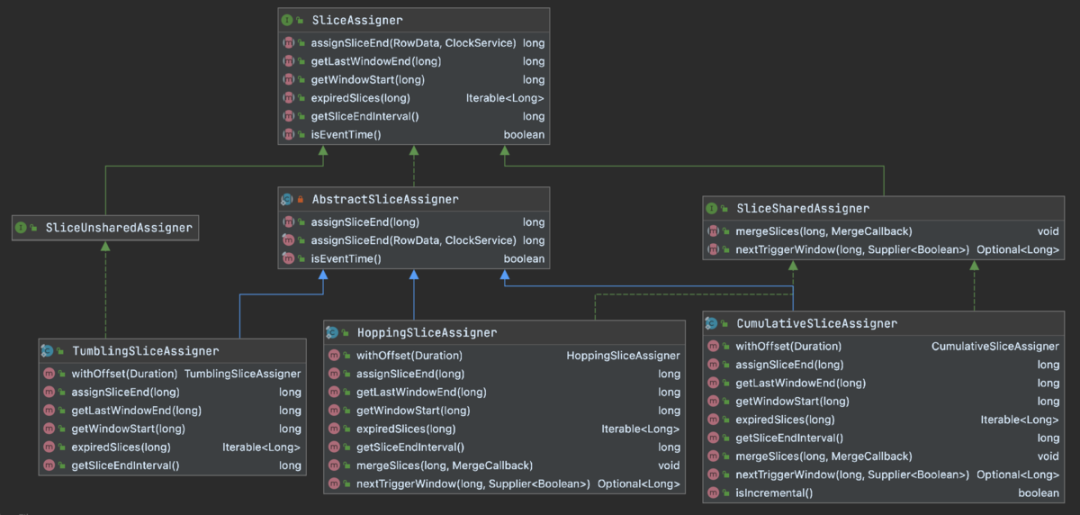 SliceAssigner
assignSliceEnd(RowData, ClockService) long
getLastWindowEnd(long) long
getWindowStart(long) long
expiredSlices(long) Iterable<Long>
getSliceEndInterval() long
isEventTime() boolean
SliceUnsharedAssigner
AbstractSliceAssigner
assignSliceEnd(long) long
assignSliceEnd(RowData, ClockService) long
isEventTime() boolean
SliceSharedAssigner
mergeSlices(long, MergeCallback) void
nextTriggerWindow(long, Supplier<Boolean>) Optional<Long>
TumblingSliceAssigner
withOffset(Duration) TumblingSliceAssigner
assignSliceEnd(long) long
getLastWindowEnd(long) long
getWindowStart(long) long
expiredSlices(long) Iterable<Long>
getSliceEndInterval() long
HoppingSliceAssigner
withOffset(Duration) HoppingSliceAssigner
assignSliceEnd(long) long
getLastWindowEnd(long) long
getWindowStart(long) long
expiredSlices(long) Iterable<Long>
getSliceEndInterval() long
mergeSlices(long, MergeCallback) void
nextTriggerWindow(long, Supplier<Boolean>) Optional<Long>
CumulativeSliceAssigner
withOffset(Duration) CumulativeSliceAssigner
assignSliceEnd(long) long
getLastWindowEnd(long) long
getWindowStart(long) long
expiredSlices(long) Iterable<Long>
getSliceEndInterval() long
mergeSlices(long, MergeCallback) void
nextTriggerWindow(long, Supplier<Boolean>) Optional<Long>
isIncremental() boolean